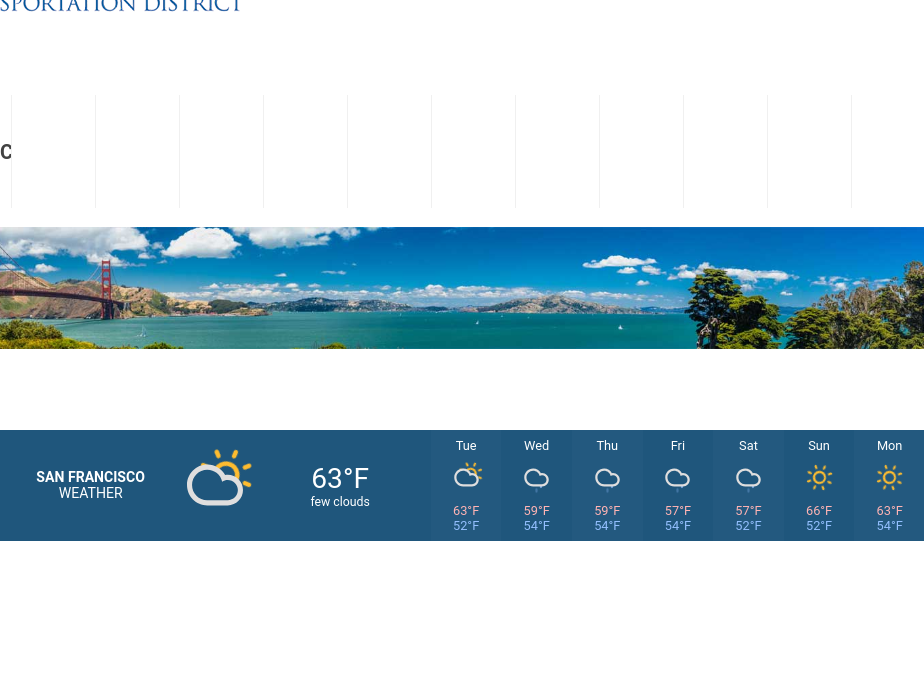 SPORTATION DISTRICT
C
SAN FRANCISCO
WEATHER
63°F
few clouds
Tue Wed Thu Fri Sat Sun Mon
63°F 59°F 59°F 57°F 57°F 66°F 63°F
52°F 54°F 54°F 54°F 52°F 52°F 54°F